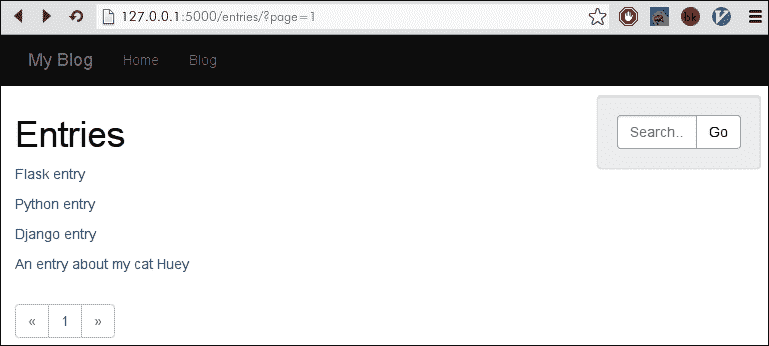 127.0.0.1:5000/entries/?page=1
bk
My Blog Home Blog
Search.. Go
Entries
Flask entry
Python entry
Django entry
An entry about my cat Huey
« 1 »